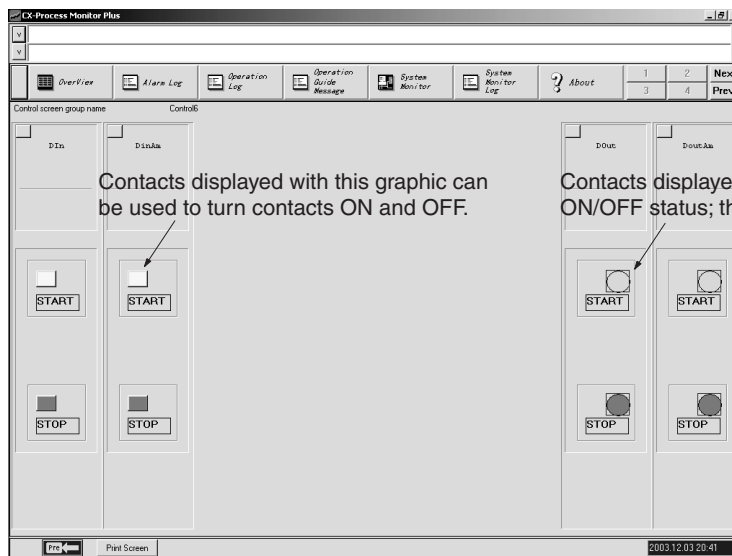 CX-Process Monitor Plus
v
v
OverView
Alarm Log
Operation Log
Operation Guide Message
System Monitor
System Monitor Log
About
1 2
3 4
Nex
Prev
Control screen group name Control6
DIn
DinAm
DOut
DoutAm
Contacts displayed with this graphic can
be used to turn contacts ON and OFF.
Contacts displaye
ON/OFF status; th
START START START START
STOP STOP STOP STOP
Pre Print Screen 2003.12.03 20:41